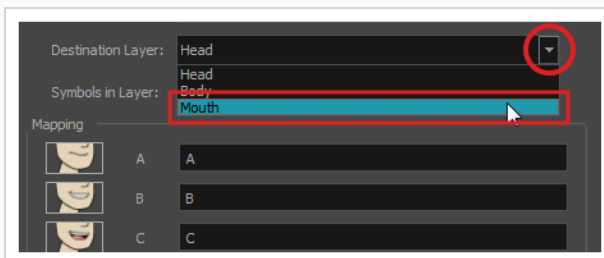 Destination Layer: Head
Head
Symbols in Layer: Body
Mouth
Mapping
A A
B B
C C